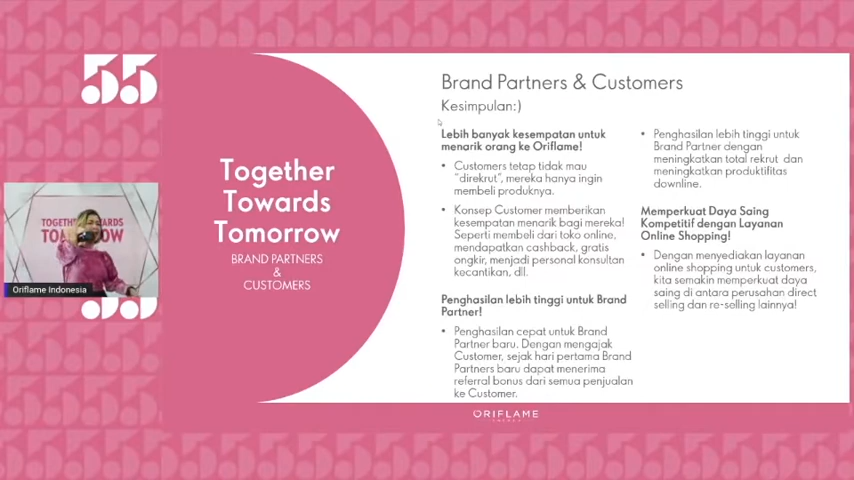 55
Together
Towards
Tomorrow
BRAND PARTNERS
&
CUSTOMERS
TOGETHER TOWARDS
Oriflame Indonesia
Brand Partners & Customers
Kesimpulan:)
Lebih banyak kesempatan untuk
menarik orang ke Oriflame!
• Customers tetap tidak mau
"direkrut", mereka hanya ingin
membeli produknya.
• Konsep Customer memberikan
kesempatan menarik bagi mereka!
Seperti membeli dari toko online,
mendapatkan cashback, gratis
ongkir, menjadi personal konsultan
kecantikan, dll.
Penghasilan lebih tinggi untuk Brand
Partner!
• Penghasilan cepat untuk Brand
Partner baru. Dengan mengajak
Customer, sejak hari pertama Brand
Partners baru dapat menerima
referral bonus dari semua penjualan
ke Customer.
• Penghasilan lebih tinggi untuk
Brand Partner dengan
meningkatkan total rekrut dan
meningkatkan produktifitas
downline.
Memperkuat Daya Saing
Kompetitif dengan Layanan
Online Shopping!
• Dengan menyediakan layanan
online shopping untuk customers,
kita semakin memperkuat daya
saing di antara perusahan direct
selling dan re-selling lainnya!
ORIFLAME